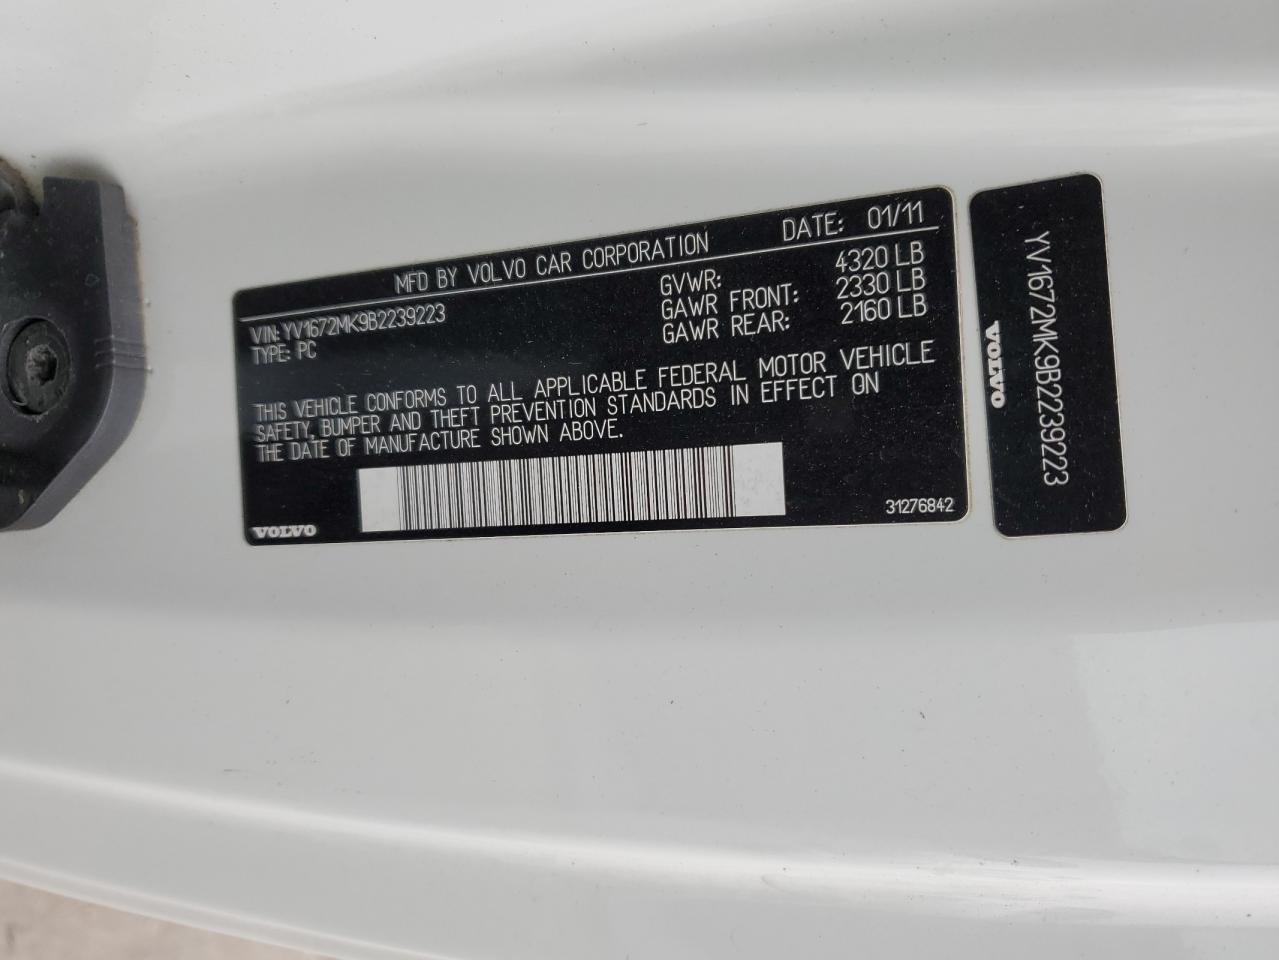 MFD BY VOLVO CAR CORPORATION DATE: 01/11
VIN: YV1672MK9B2239223
TYPE: PC
GVWR: 4320 LB
GAWR FRONT: 2330 LB
GAWR REAR: 2160 LB
THIS VEHICLE CONFORMS TO ALL APPLICABLE FEDERAL MOTOR VEHICLE
SAFETY, BUMPER AND THEFT PREVENTION STANDARDS IN EFFECT ON
THE DATE OF MANUFACTURE SHOWN ABOVE.
VOLVO
31276842
YV1672MK9B2239223
VOLVO